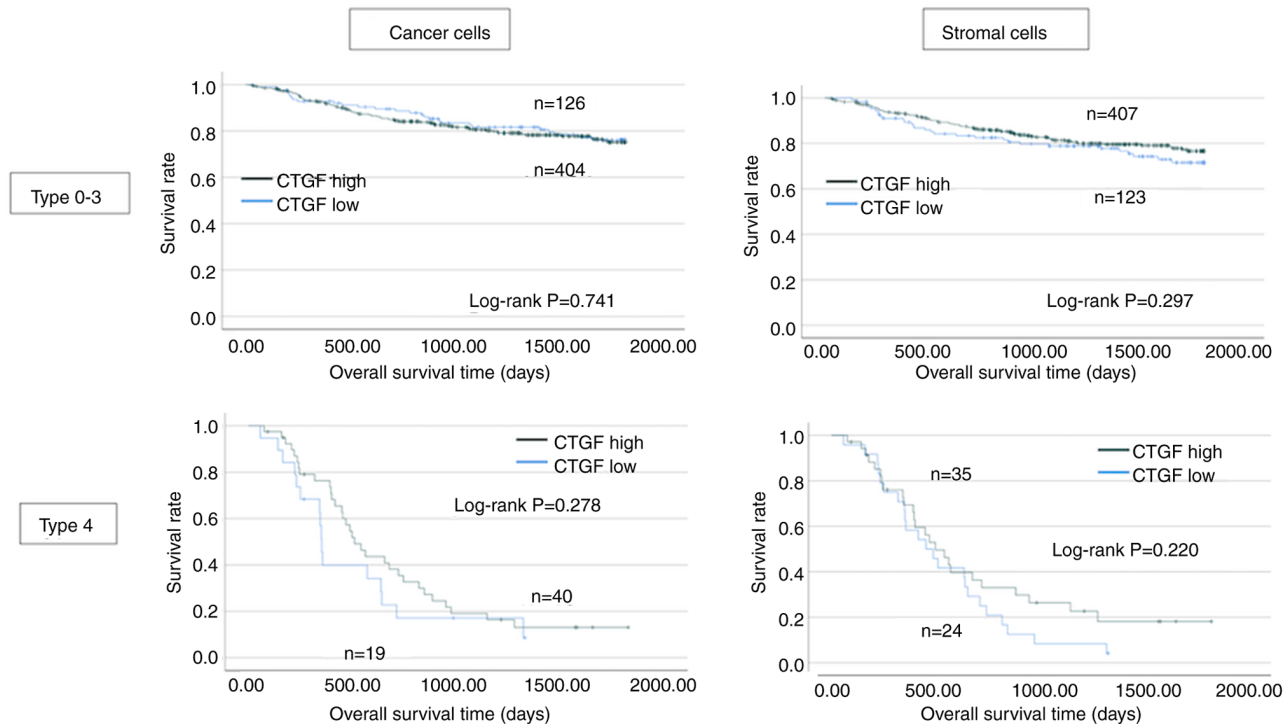 Cancer cells
Stromal cells
Type 0-3
Survival rate
1.0
0.8
0.6
0.4
0.2
0.0
n=126
n=404
CTGF high
CTGF low
Log-rank P=0.741
0.00 500.00 1000.00 1500.00 2000.00
Overall survival time (days)
Survival rate
1.0
0.8
0.6
0.4
0.2
0.0
n=407
n=123
CTGF high
CTGF low
Log-rank P=0.297
0.00 500.00 1000.00 1500.00 2000.00
Overall survival time (days)
Type 4
Survival rate
1.0
0.8
0.6
0.4
0.2
0.0
CTGF high
CTGF low
Log-rank P=0.278
n=40
n=19
0.00 500.00 1000.00 1500.00 2000.00
Overall survival time (days)
Survival rate
1.0
0.8
0.6
0.4
0.2
0.0
CTGF high
CTGF low
n=35
Log-rank P=0.220
n=24
0.00 500.00 1000.00 1500.00 2000.00
Overall survival time (days)